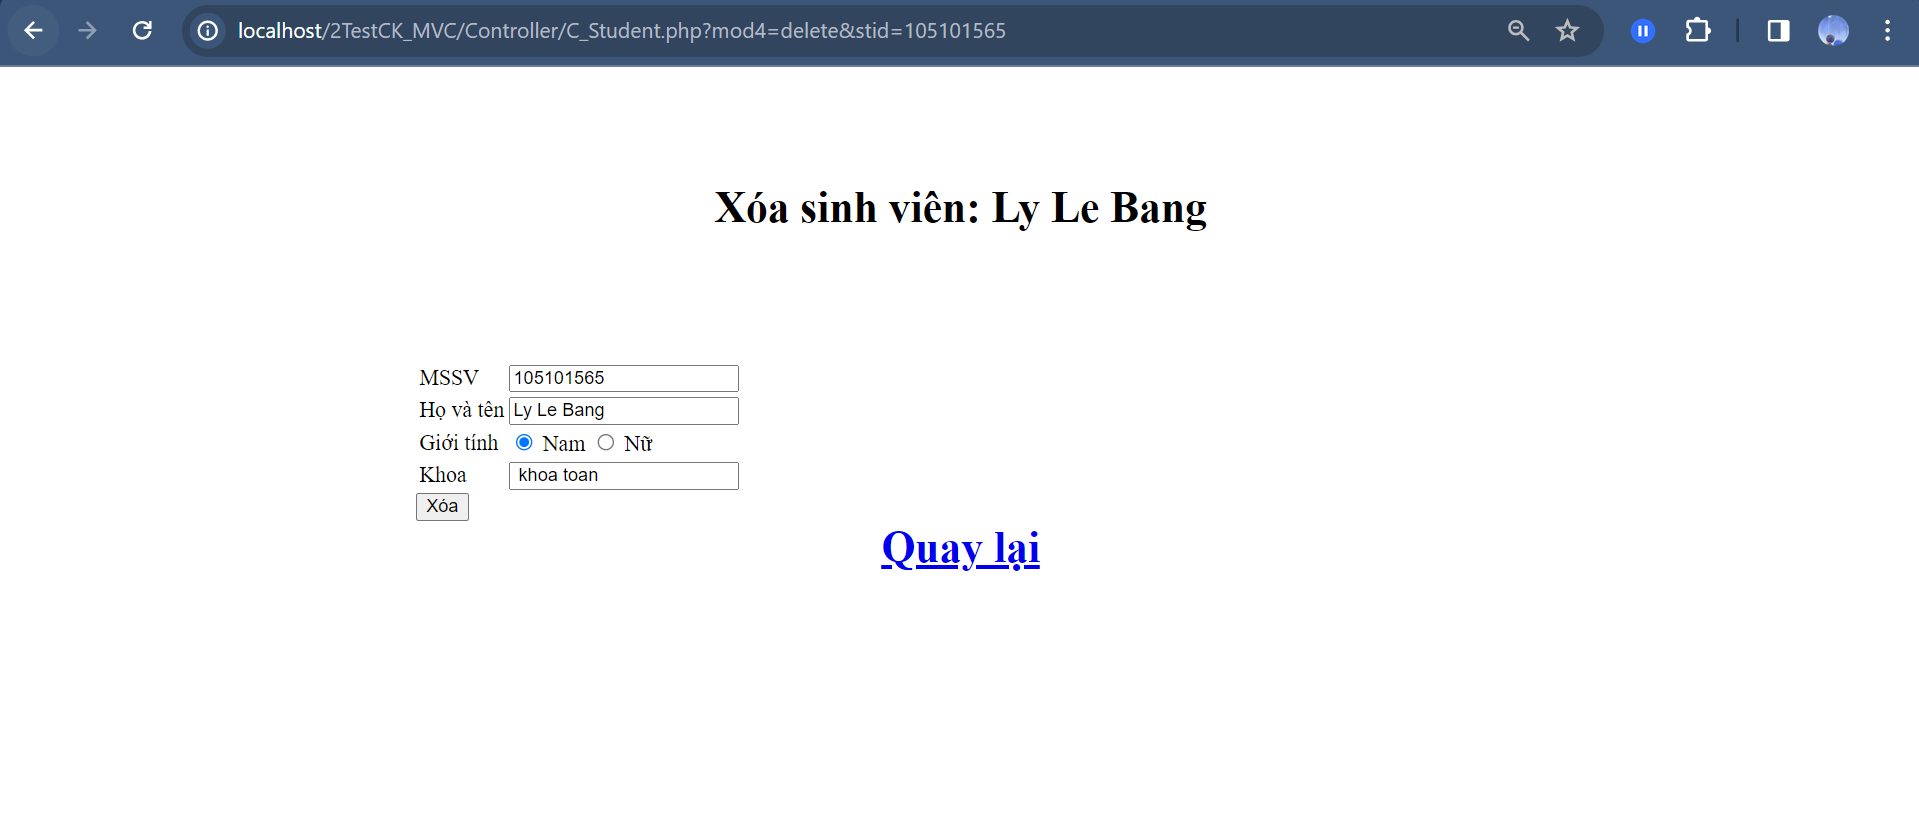 localhost/2TestCK_MVC/Controller/C_Student.php?mod4=delete&stid=105101565
Xóa sinh viên: Ly Le Bang
MSSV 105101565
Họ và tên Ly Le Bang
Giới tính Nam Nữ
Khoa khoa toan
Xóa
Quay lại